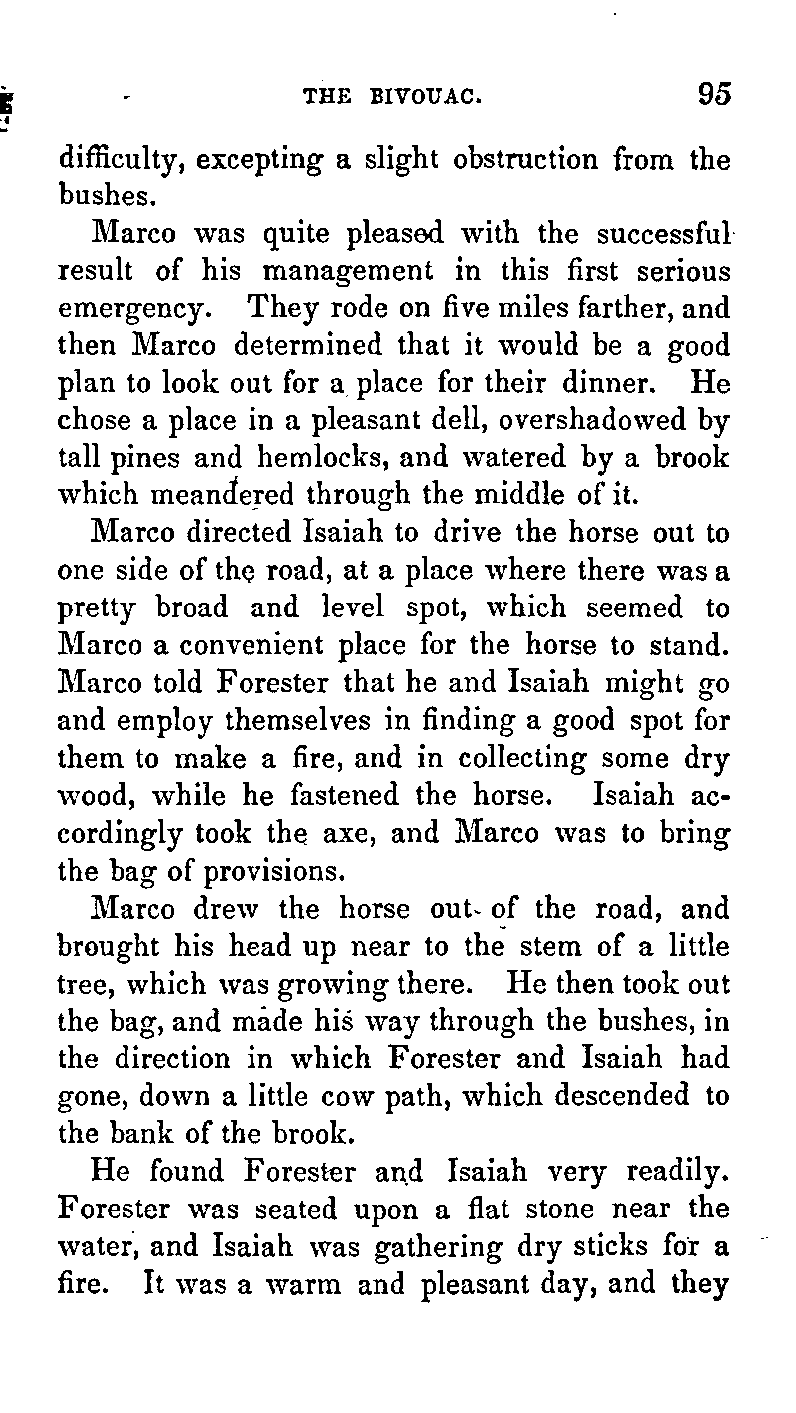 THE BIVOUAC. 95
difficulty, excepting a slight obstruction from the
bushes.
Marco was quite pleased with the successful
result of his management in this first serious
emergency. They rode on five miles farther, and
then Marco determined that it would be a good
plan to look out for a place for their dinner. He
chose a place in a pleasant dell, overshadowed by
tall pines and hemlocks, and watered by a brook
which meandered through the middle of it.
Marco directed Isaiah to drive the horse out to
one side of the road, at a place where there was a
pretty broad and level spot, which seemed to
Marco a convenient place for the horse to stand.
Marco told Forester that he and Isaiah might go
and employ themselves in finding a good spot for
them to make a fire, and in collecting some dry
wood, while he fastened the horse. Isaiah ac-
cordingly took the axe, and Marco was to bring
the bag of provisions.
Marco drew the horse out of the road, and
brought his head up near to the stem of a little
tree, which was growing there. He then took out
the bag, and made his way through the bushes, in
the direction in which Forester and Isaiah had
gone, down a little cow path, which descended to
the bank of the brook.
He found Forester and Isaiah very readily.
Forester was seated upon a flat stone near the
water, and Isaiah was gathering dry sticks for a
fire. It was a warm and pleasant day, and they